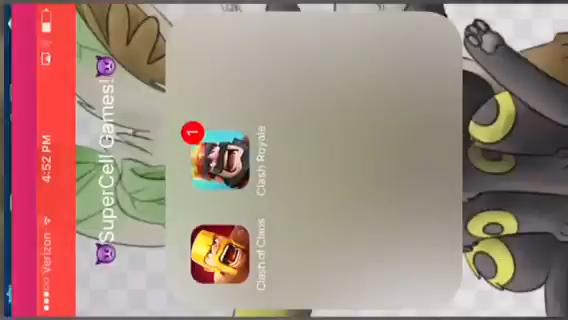 Verizon 4:52 PM
😈SuperCell Games!😈
Clash of Clans
Clash Royale
1